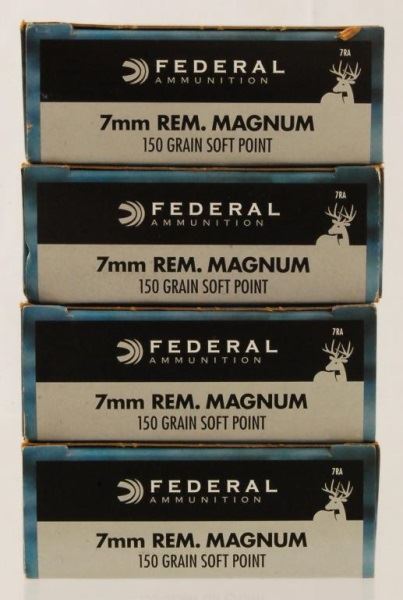 7RA
FEDERAL
AMMUNITION
7mm REM. MAGNUM
150 GRAIN SOFT POINT
7RA
FEDERAL
AMMUNITION
7mm REM. MAGNUM
150 GRAIN SOFT POINT
7RA
FEDERAL
AMMUNITION
7mm REM. MAGNUM
150 GRAIN SOFT POINT
7RA
FEDERAL
AMMUNITION
7mm REM. MAGNUM
150 GRAIN SOFT POINT